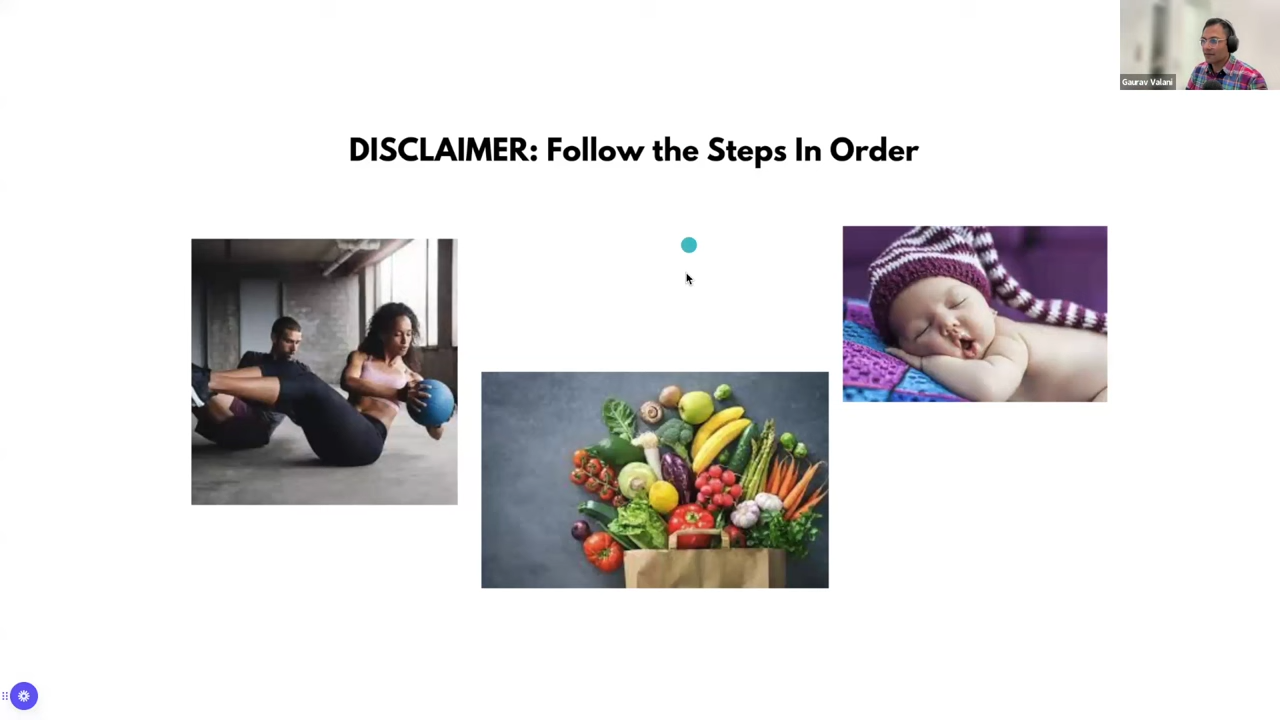 Gaurav Valani
DISCLAIMER: Follow the Steps In Order